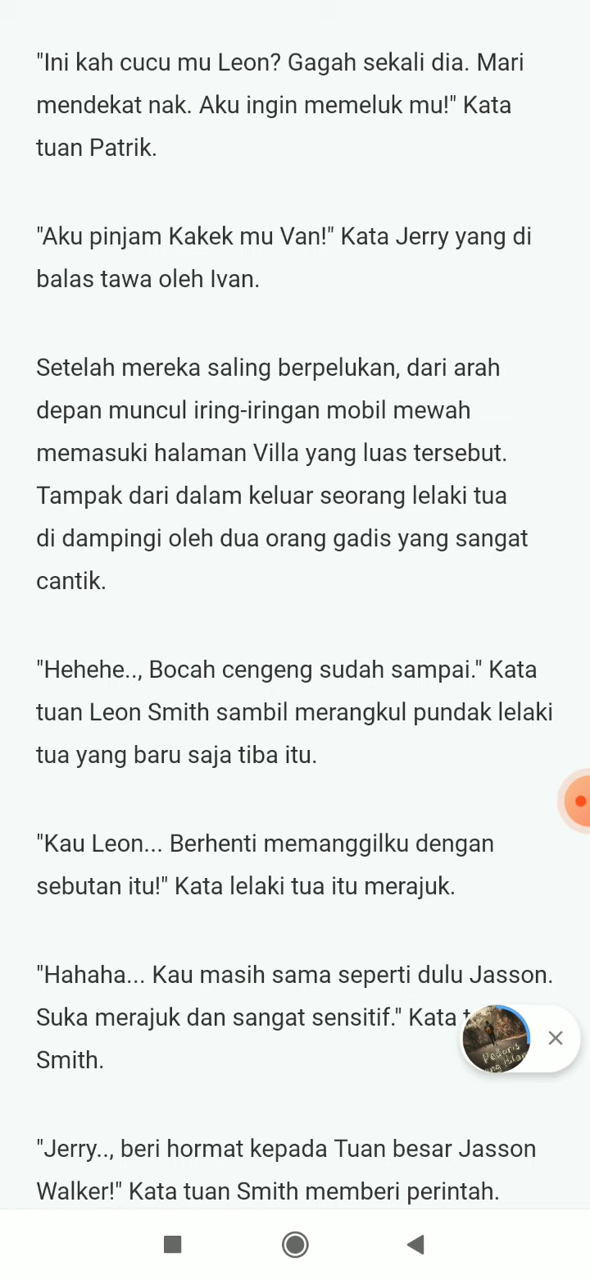 "Ini kah cucu mu Leon? Gagah sekali dia. Mari
mendekat nak. Aku ingin memeluk mu!" Kata
tuan Patrik.
"Aku pinjam Kakek mu Van!" Kata Jerry yang di
balas tawa oleh Ivan.
Setelah mereka saling berpelukan, dari arah
depan muncul iring-iringan mobil mewah
memasuki halaman Villa yang luas tersebut.
Tampak dari dalam keluar seorang lelaki tua
di dampingi oleh dua orang gadis yang sangat
cantik.
"Hehehe.., Bocah cengeng sudah sampai." Kata
tuan Leon Smith sambil merangkul pundak lelaki
tua yang baru saja tiba itu.
"Kau Leon... Berhenti memanggilku dengan
sebutan itu!" Kata lelaki tua itu merajuk.
"Hahaha... Kau masih sama seperti dulu Jasson.
Suka merajuk dan sangat sensitif." Kata
Smith.
"Jerry.., beri hormat kepada Tuan besar Jasson
Walker!" Kata tuan Smith memberi perintah.